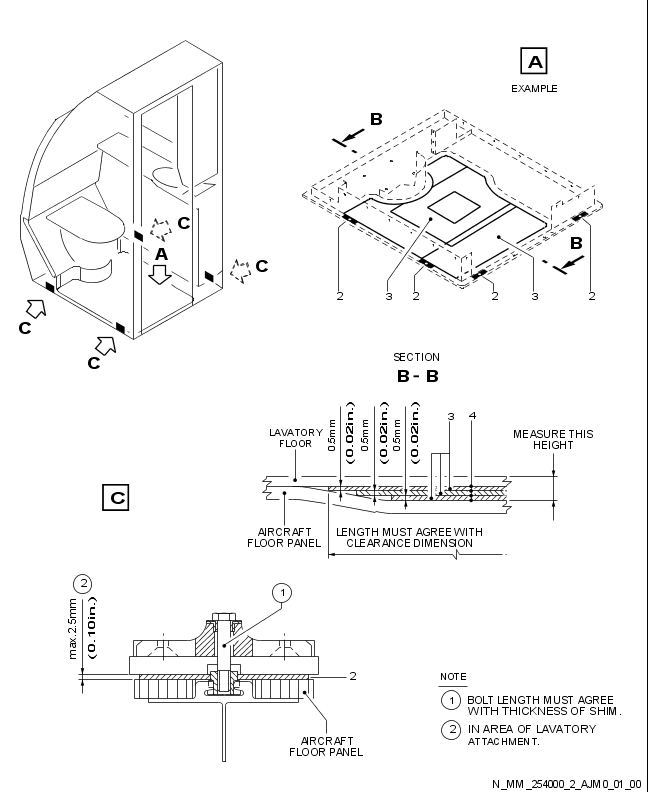 A
EXAMPLE
B
C
A
C
B
2
3
2
2
3
2
C
C
SECTION
B - B
0.5mm
(0.02in.)
0.5mm
(0.02in.)
0.5mm
(0.02in.)
3
4
LAVATORY
FLOOR
MEASURE THIS
HEIGHT
C
AIRCRAFT
FLOOR PANEL
LENGTH MUST AGREE WITH
CLEARANCE DIMENSION
2
max.2.5mm
(0.10in.)
1
2
AIRCRAFT
FLOOR PANEL
NOTE
1 BOLT LENGTH MUST AGREE
WITH THICKNESS OF SHIM.
2 IN AREA OF LAVATORY
ATTACHMENT.
N_MM_254000_2_AJM0_01_00